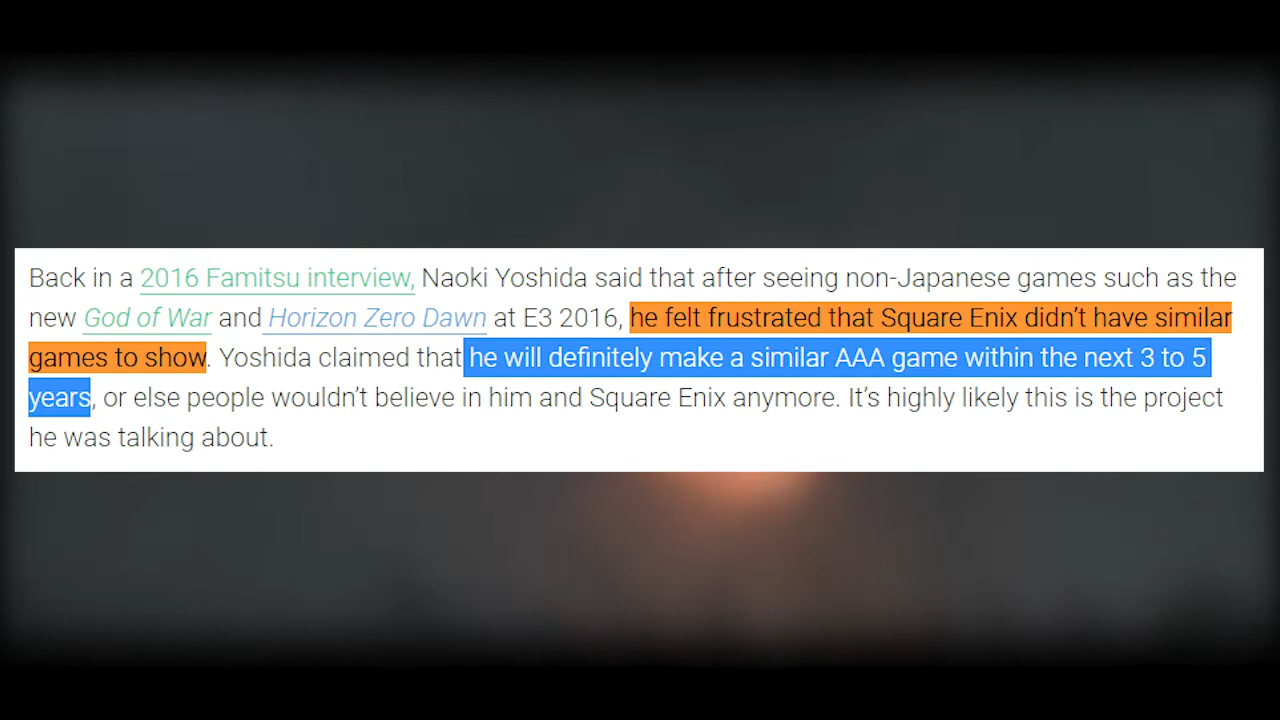 Back in a 2016 Famitsu interview, Naoki Yoshida said that after seeing non-Japanese games such as the
new God of War and Horizon Zero Dawn at E3 2016, he felt frustrated that Square Enix didn’t have similar
games to show. Yoshida claimed that he will definitely make a similar AAA game within the next 3 to 5
years, or else people wouldn’t believe in him and Square Enix anymore. It’s highly likely this is the project
he was talking about.